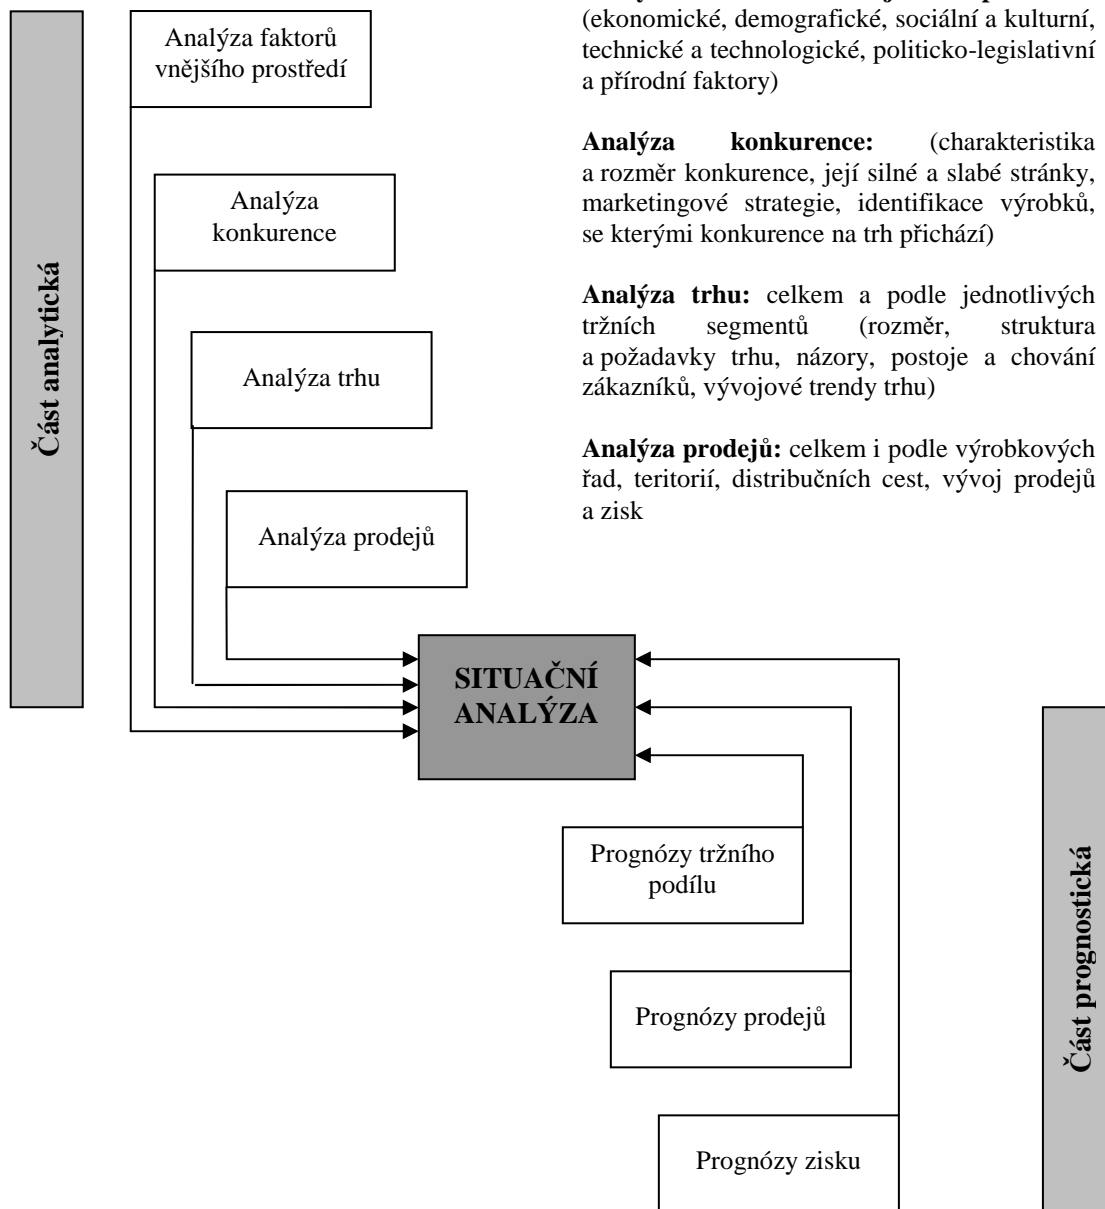 Analýza faktorů
vnějšího prostředí
(ekonomické, demografické, sociální a kulturní,
technické a technologické, politicko-legislativní
a přírodní faktory)
Analýza
konkurence
Analýza konkurence: (charakteristika
a rozměr konkurence, její silné a slabé stránky,
marketingové strategie, identifikace výrobků,
se kterými konkurence na trh přichází)
Část analytická
Analýza trhu
Analýza trhu: celkem a podle jednotlivých
tržních segmentů (rozměr, struktura
a požadavky trhu, názory, postoje a chování
zákazníků, vývojové trendy trhu)
Analýza prodejů
Analýza prodejů: celkem i podle výrobkových
řad, teritorií, distribučních cest, vývoj prodejů
a zisk
SITUAČNÍ
ANALÝZA
Prognózy tržního
podílu
Prognózy prodejů
Prognózy zisku
Část prognostická